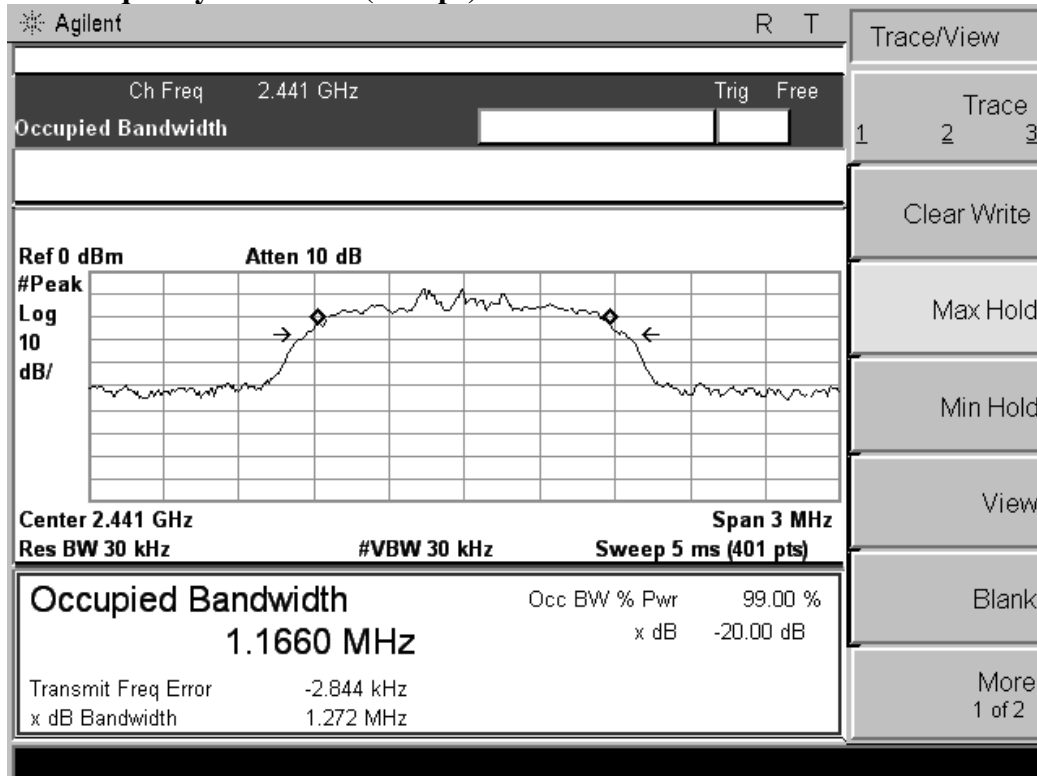 Agilent R T
Trace/View
Ch Freq 2.441 GHz Trig Free
Occupied Bandwidth
Trace
1 2 3
Clear Write
Max Hold
Min Hold
View
Blank
More
1 of 2
Ref 0 dBm Atten 10 dB
#Peak
Log
10
dB/
Center 2.441 GHz Span 3 MHz
Res BW 30 kHz #VBW 30 kHz Sweep 5 ms (401 pts)
Occupied Bandwidth
1.1660 MHz
Occ BW % Pwr 99.00 %
x dB -20.00 dB
Transmit Freq Error -2.844 kHz
x dB Bandwidth 1.272 MHz